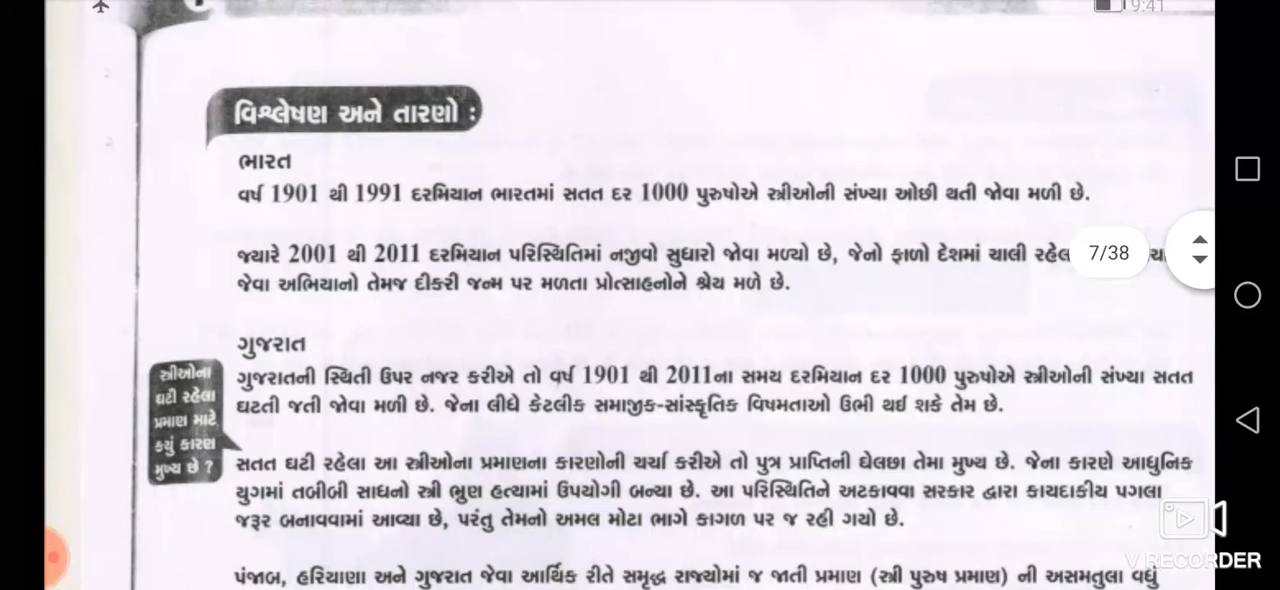 9:41
વિશ્લેષણ અને તારણો :
ભારત
વર્ષ 1901 થી 1991 દરમિયાન ભારતમાં સતત દર 1000 પુરુષોએ સ્ત્રીઓની સંખ્યા ઓછી થતી જોવા મળી છે.
જ્યારે 2001 થી 2011 દરમિયાન પરિસ્થિતિમાં નજીવો સુધારો જોવા મળ્યો છે, જેનો ફાળો દેશમાં ચાલી રહેલ
7/38
જેવા અભિયાનો તેમજ દીકરી જન્મ પર મળતા પ્રોત્સાહનોને શ્રેય મળે છે.
ગુજરાત
ગુજરાતની સ્થિતી ઉપર નજર કરીએ તો વર્ષ 1901 થી 2011ના સમય દરમિયાન દર 1000 પુરુષોએ સ્ત્રીઓની સંખ્યા સતત
ઘટતી જતી જોવા મળી છે. જેના લીધે કેટલીક સમાજીક-સાંસ્કૃતિક વિષમતાઓ ઉભી થઈ શકે તેમ છે.
સ્ત્રીઓના
ઘટી રહેલા
પ્રમાણ માટે
કયું કારણ
મુખ્ય છે ?
સતત ઘટી રહેલા આ સ્ત્રીઓના પ્રમાણના કારણોની ચર્ચા કરીએ તો પુત્ર પ્રાપ્તિની ઘેલછા તેમા મુખ્ય છે. જેના કારણે આધુનિક
યુગમાં તબીબી સાધનો સ્ત્રી ભ્રુણ હત્યામાં ઉપયોગી બન્યા છે. આ પરિસ્થિતિને અટકાવવા સરકાર દ્વારા કાયદાકીય પગલા
જરૂર બનાવવામાં આવ્યા છે, પરંતુ તેમનો અમલ મોટા ભાગે કાગળ પર જ રહી ગયો છે.
પંજાબ, હરિયાણા અને ગુજરાત જેવા આર્થિક રીતે સમૃદ્ધ રાજ્યોમાં જ જાતી પ્રમાણ (સ્ત્રી પુરુષ પ્રમાણ) ની અસમતુલા વધું
V RECORDER